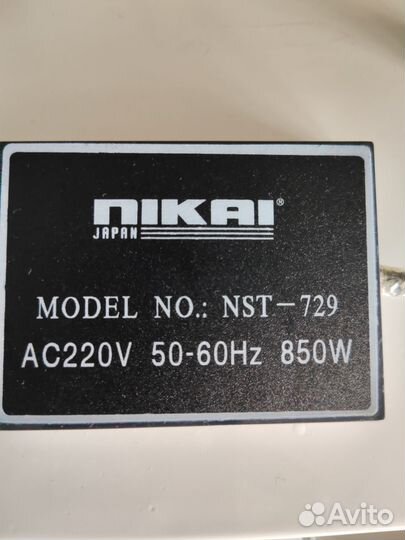 NIKAI®
JAPAN
MODEL NO.: NST-729
AC220V 50-60Hz 850W
Avito